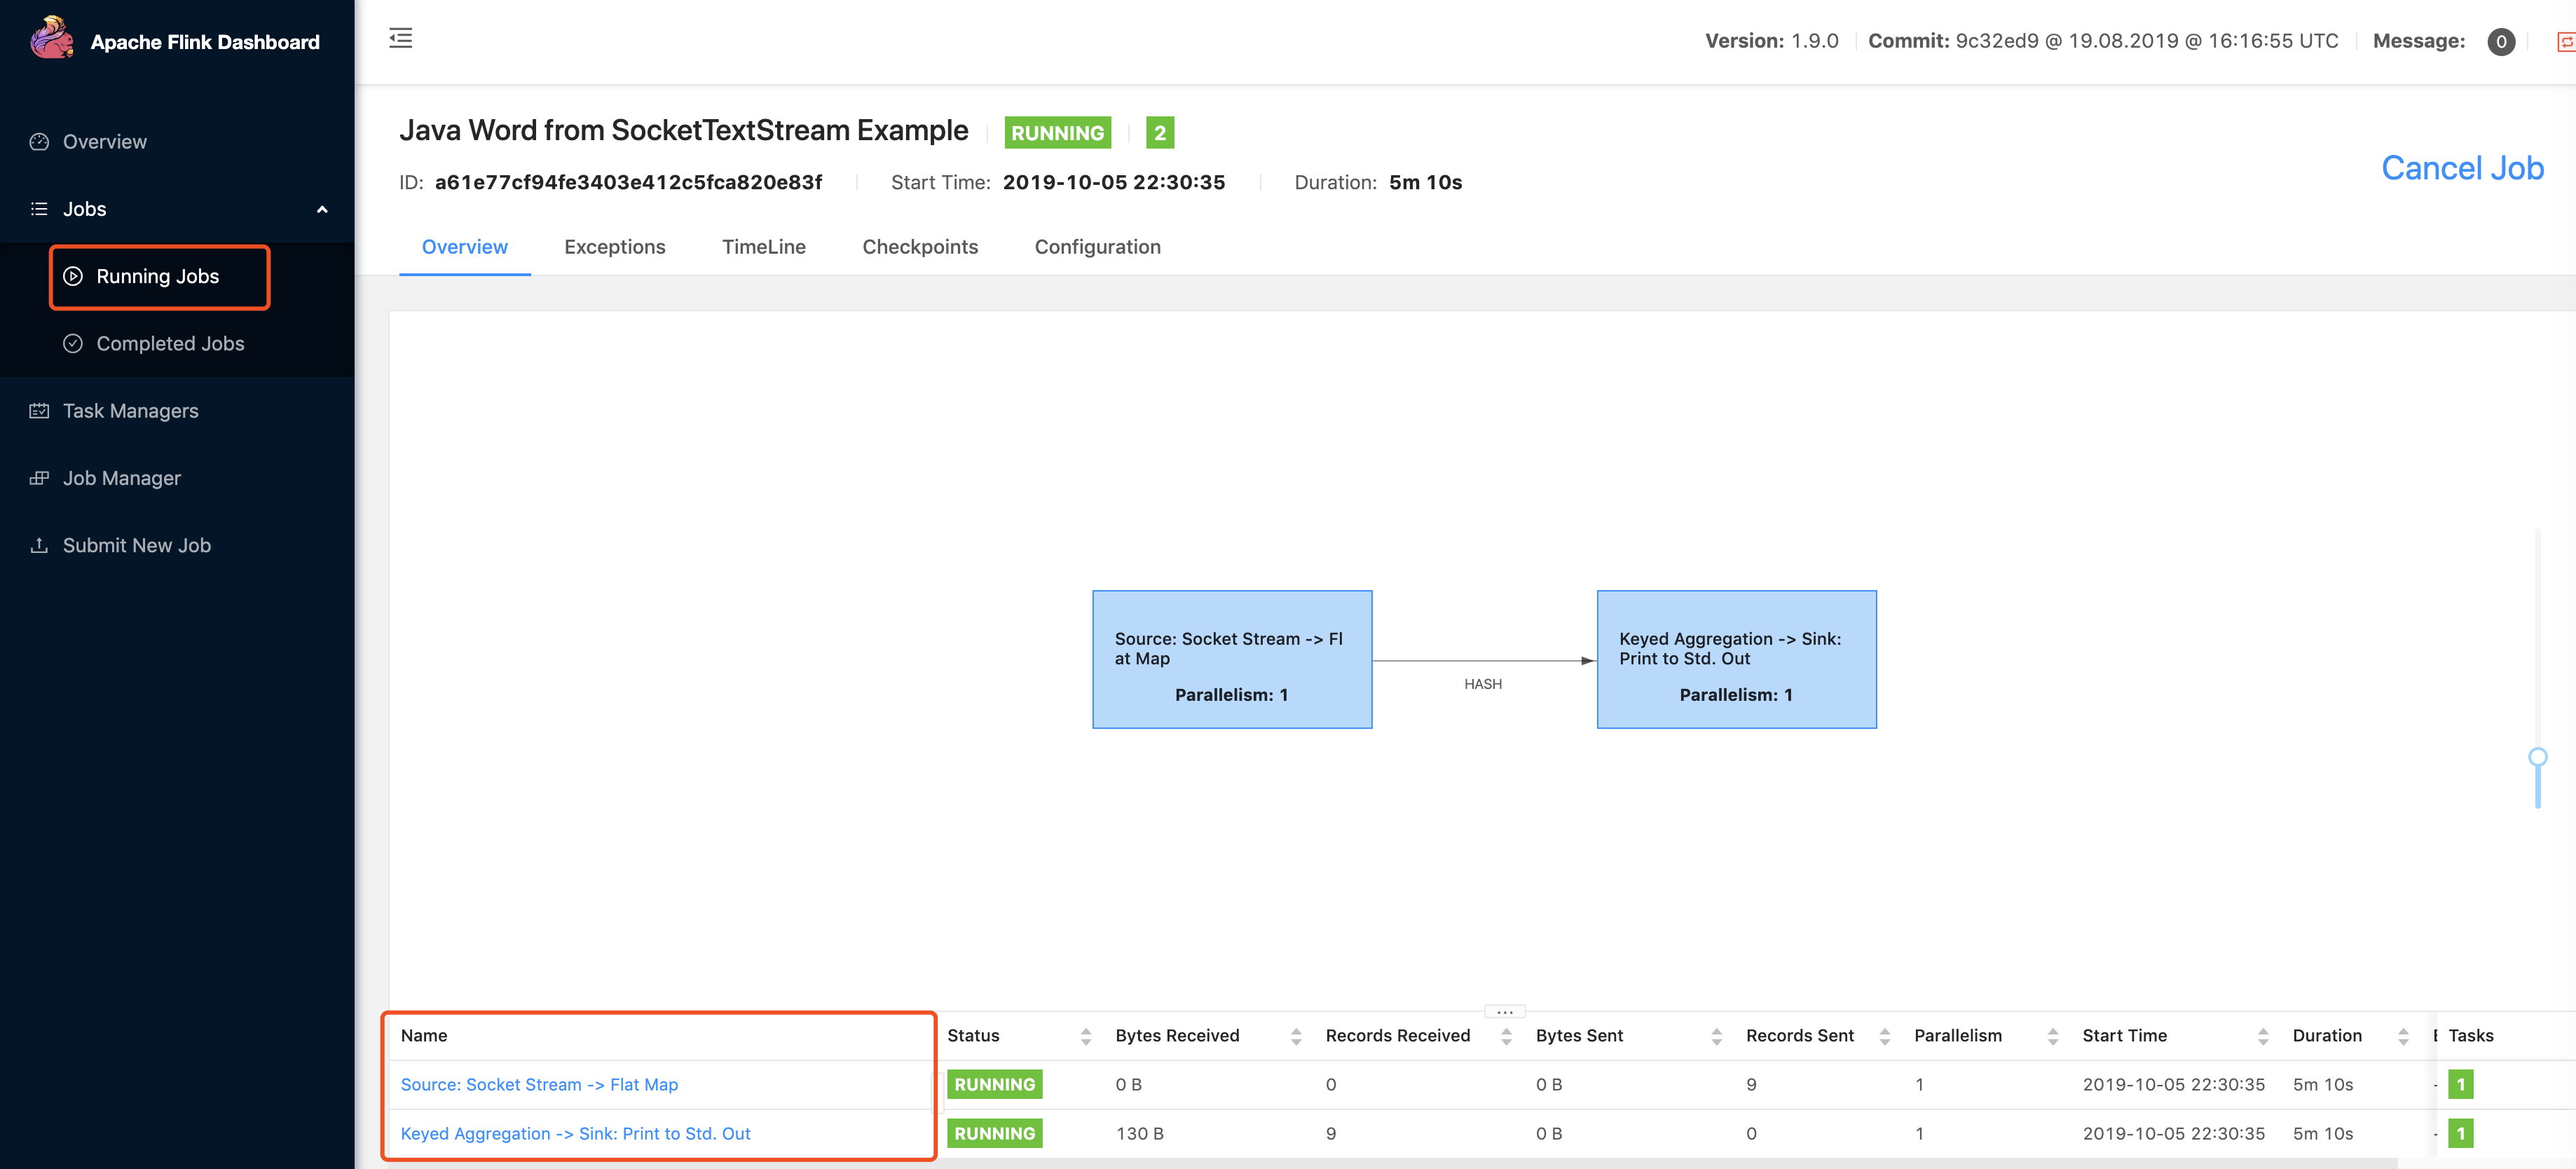 Apache Flink Dashboard
Version: 1.9.0 Commit: 9c32ed9 @ 19.08.2019 @ 16:16:55 UTC Message: 0
Overview
Jobs
Running Jobs
Completed Jobs
Task Managers
Job Manager
Submit New Job
Java Word from SocketTextStream Example RUNNING 2
ID: a61e77cf94fe3403e412c5fca820e83f Start Time: 2019-10-05 22:30:35 Duration: 5m 10s
Cancel Job
Overview Exceptions TimeLine Checkpoints Configuration
Source: Socket Stream -> Fl
at Map
Parallelism: 1
HASH
Keyed Aggregation -> Sink:
Print to Std. Out
Parallelism: 1
Name Status Bytes Received Records Received Bytes Sent Records Sent Parallelism Start Time Duration Tasks
Source: Socket Stream -> Flat Map RUNNING 0 B 0 0 B 9 1 2019-10-05 22:30:35 5m 10s 1
Keyed Aggregation -> Sink: Print to Std. Out RUNNING 130 B 9 0 B 0 1 2019-10-05 22:30:35 5m 10s 1